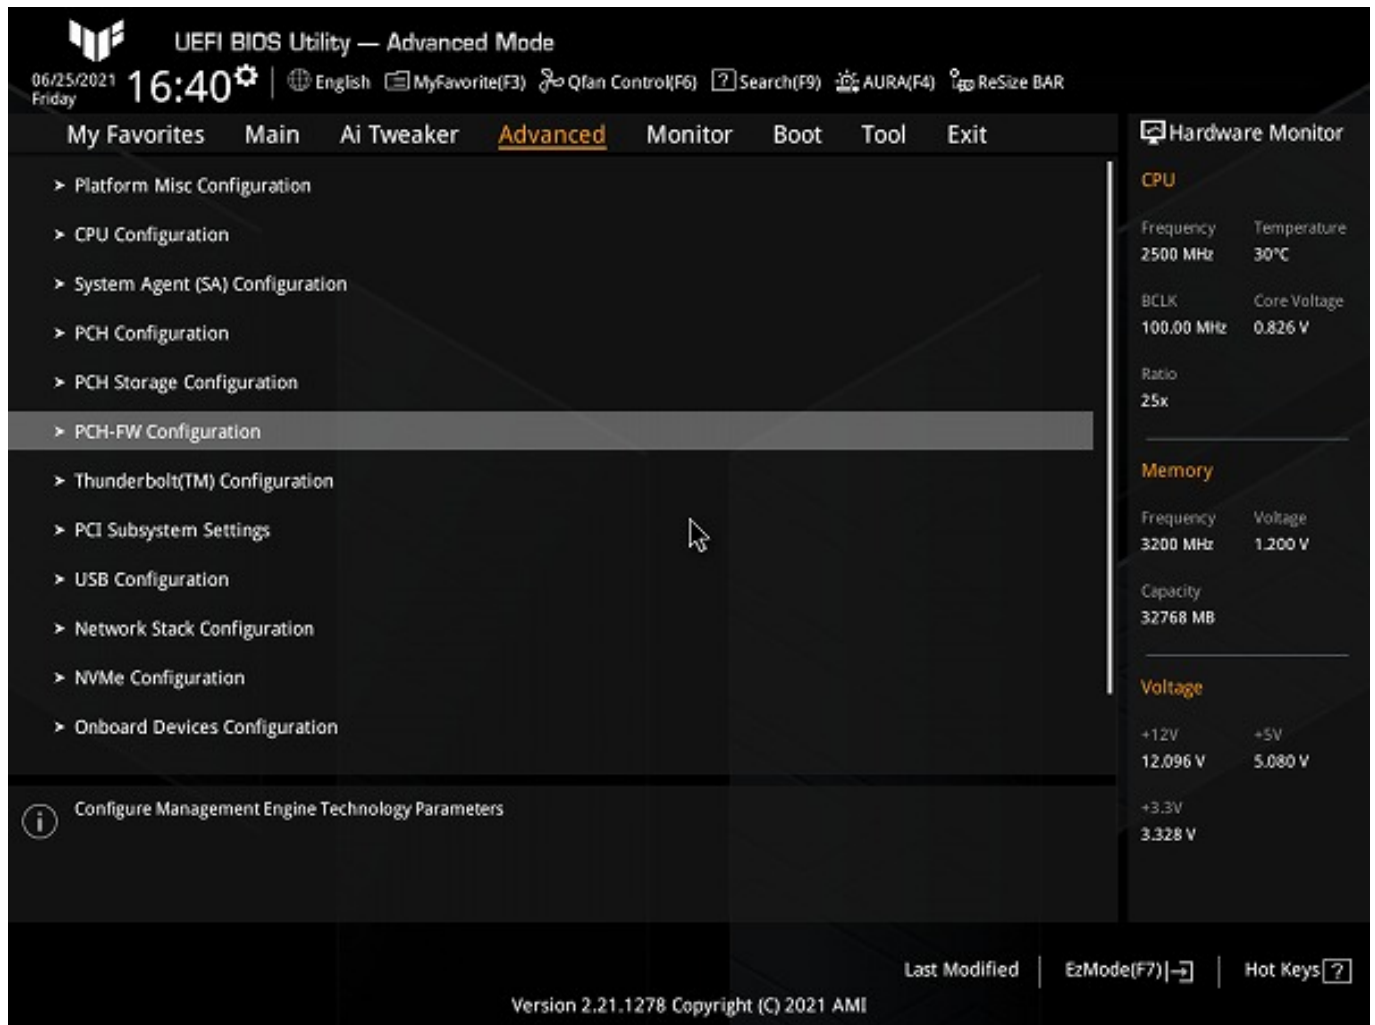 UEFI BIOS Utility — Advanced Mode
06/25/2021
Friday
16:40
English
MyFavorite(F3)
Qfan Control(F6)
? Search(F9)
AURA(F4)
ReSize BAR
My Favorites
Main
Ai Tweaker
Advanced
Monitor
Boot
Tool
Exit
> Platform Misc Configuration
> CPU Configuration
> System Agent (SA) Configuration
> PCH Configuration
> PCH Storage Configuration
> PCH-FW Configuration
> Thunderbolt(TM) Configuration
> PCI Subsystem Settings
> USB Configuration
> Network Stack Configuration
> NVMe Configuration
> Onboard Devices Configuration
i
Configure Management Engine Technology Parameters
Hardware Monitor
CPU
Frequency Temperature
2500 MHz 30°C
BCLK Core Voltage
100.00 MHz 0.826 V
Ratio
25x
Memory
Frequency Voltage
3200 MHz 1.200 V
Capacity
32768 MB
Voltage
+12V +5V
12.096 V 5.080 V
+3.3V
3.328 V
Last Modified
EzMode(F7)
Hot Keys ?
Version 2.21.1278 Copyright (C) 2021 AMI